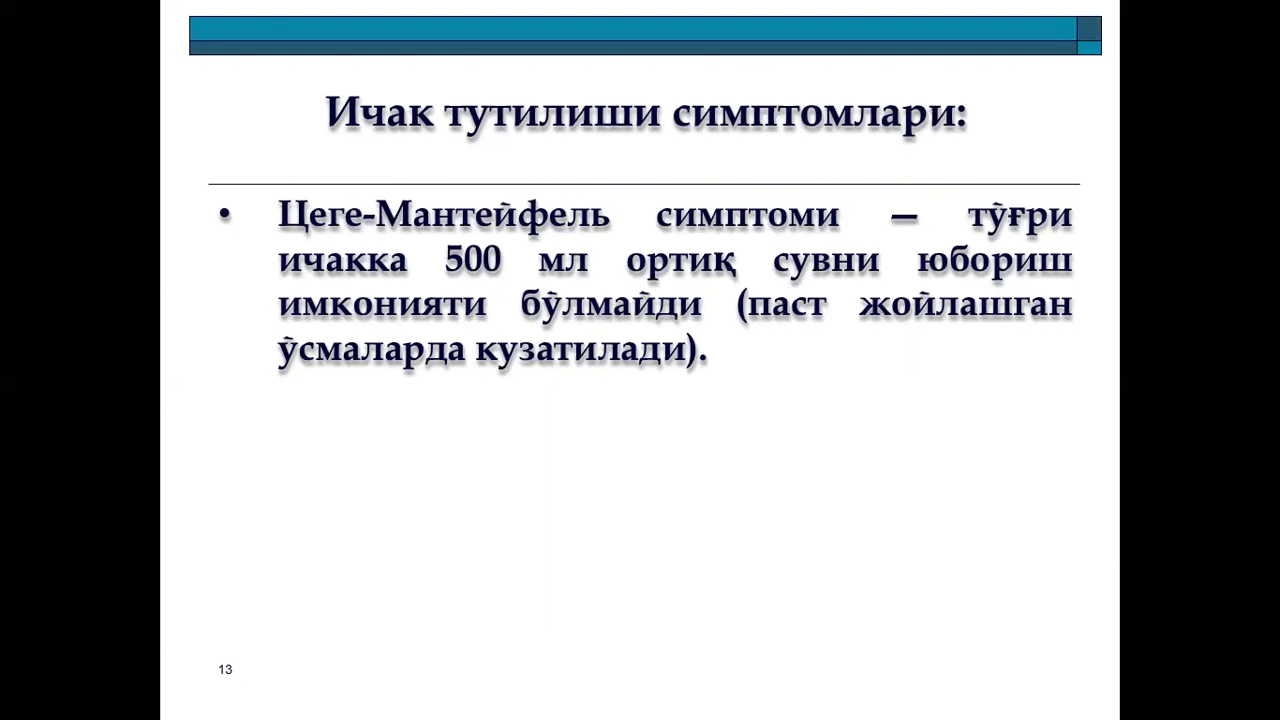 Ичак тутилиши симптомлари:
• Цеге-Мантейфель симптоми — тўғри
ичакка 500 мл ортиқ сувни юбориш
имконияти бўлмайди (паст жойлашган
ўсмаларда кузатилади).
13